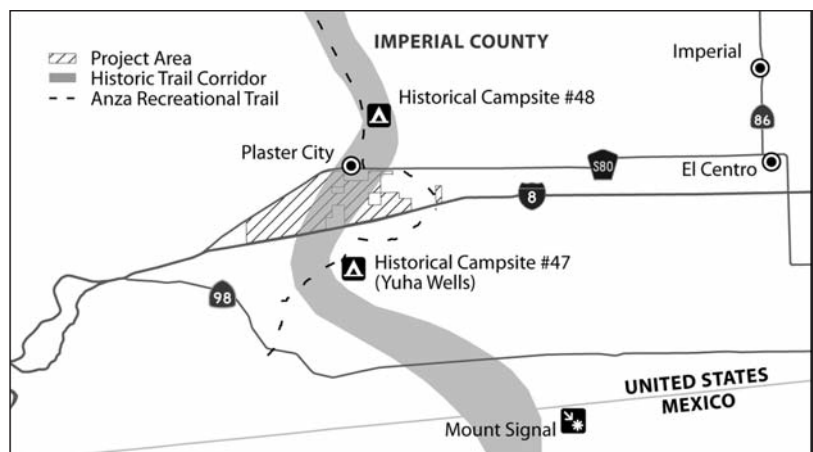 IMPERIAL COUNTY
Project Area
Historic Trail Corridor
Anza Recreational Trail
Imperial
Historical Campsite #48
86
Plaster City
S80
El Centro
8
Historical Campsite #47
(Yuha Wells)
98
UNITED STATES
MEXICO
Mount Signal